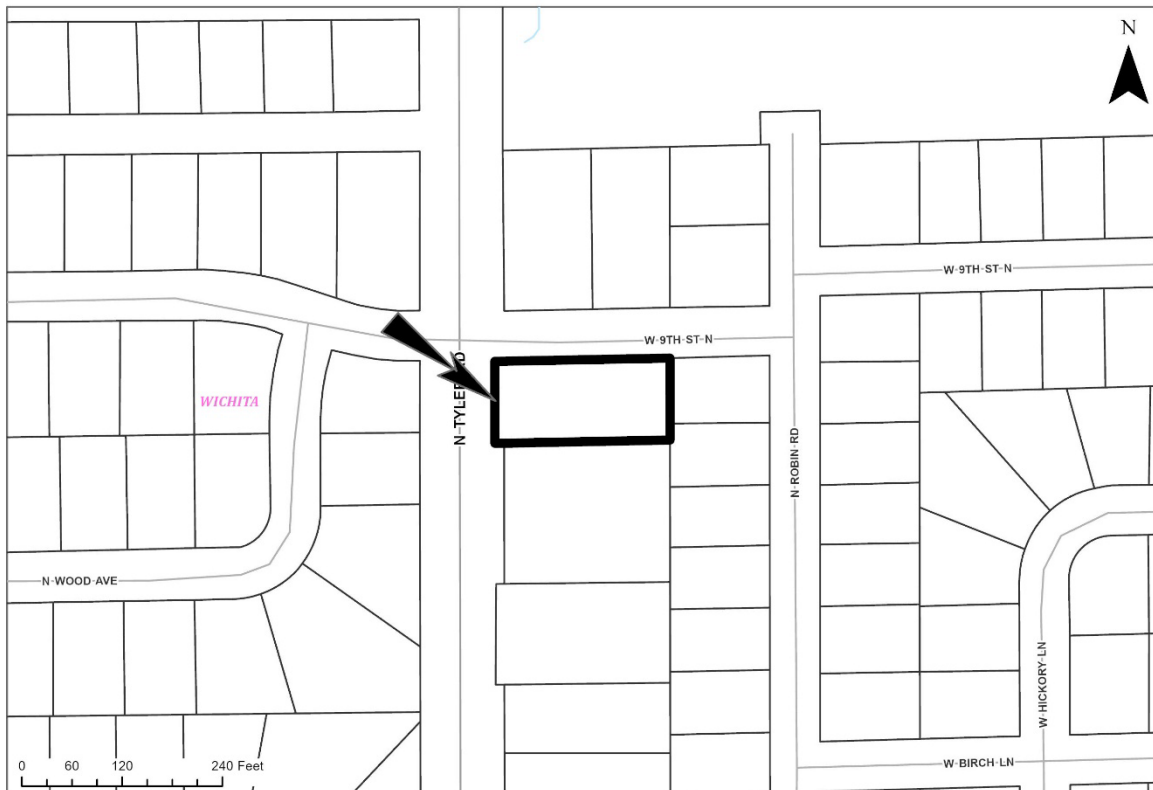 N
W 9TH ST N
W 9TH ST N
WICHITA
N TYLER RD
N ROBIN RD
N WOOD AVE
W HICKORY LN
W BIRCH LN
0 60 120 240 Feet